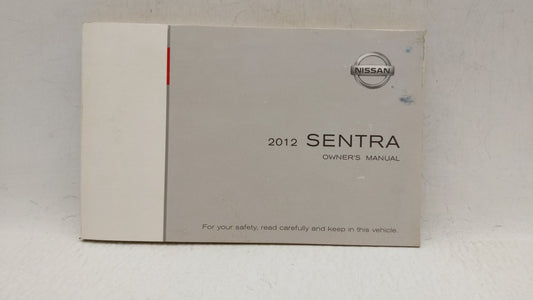 NISSAN
2012 SENTRA
OWNER'S MANUAL
For your safety, read carefully and keep in this vehicle.